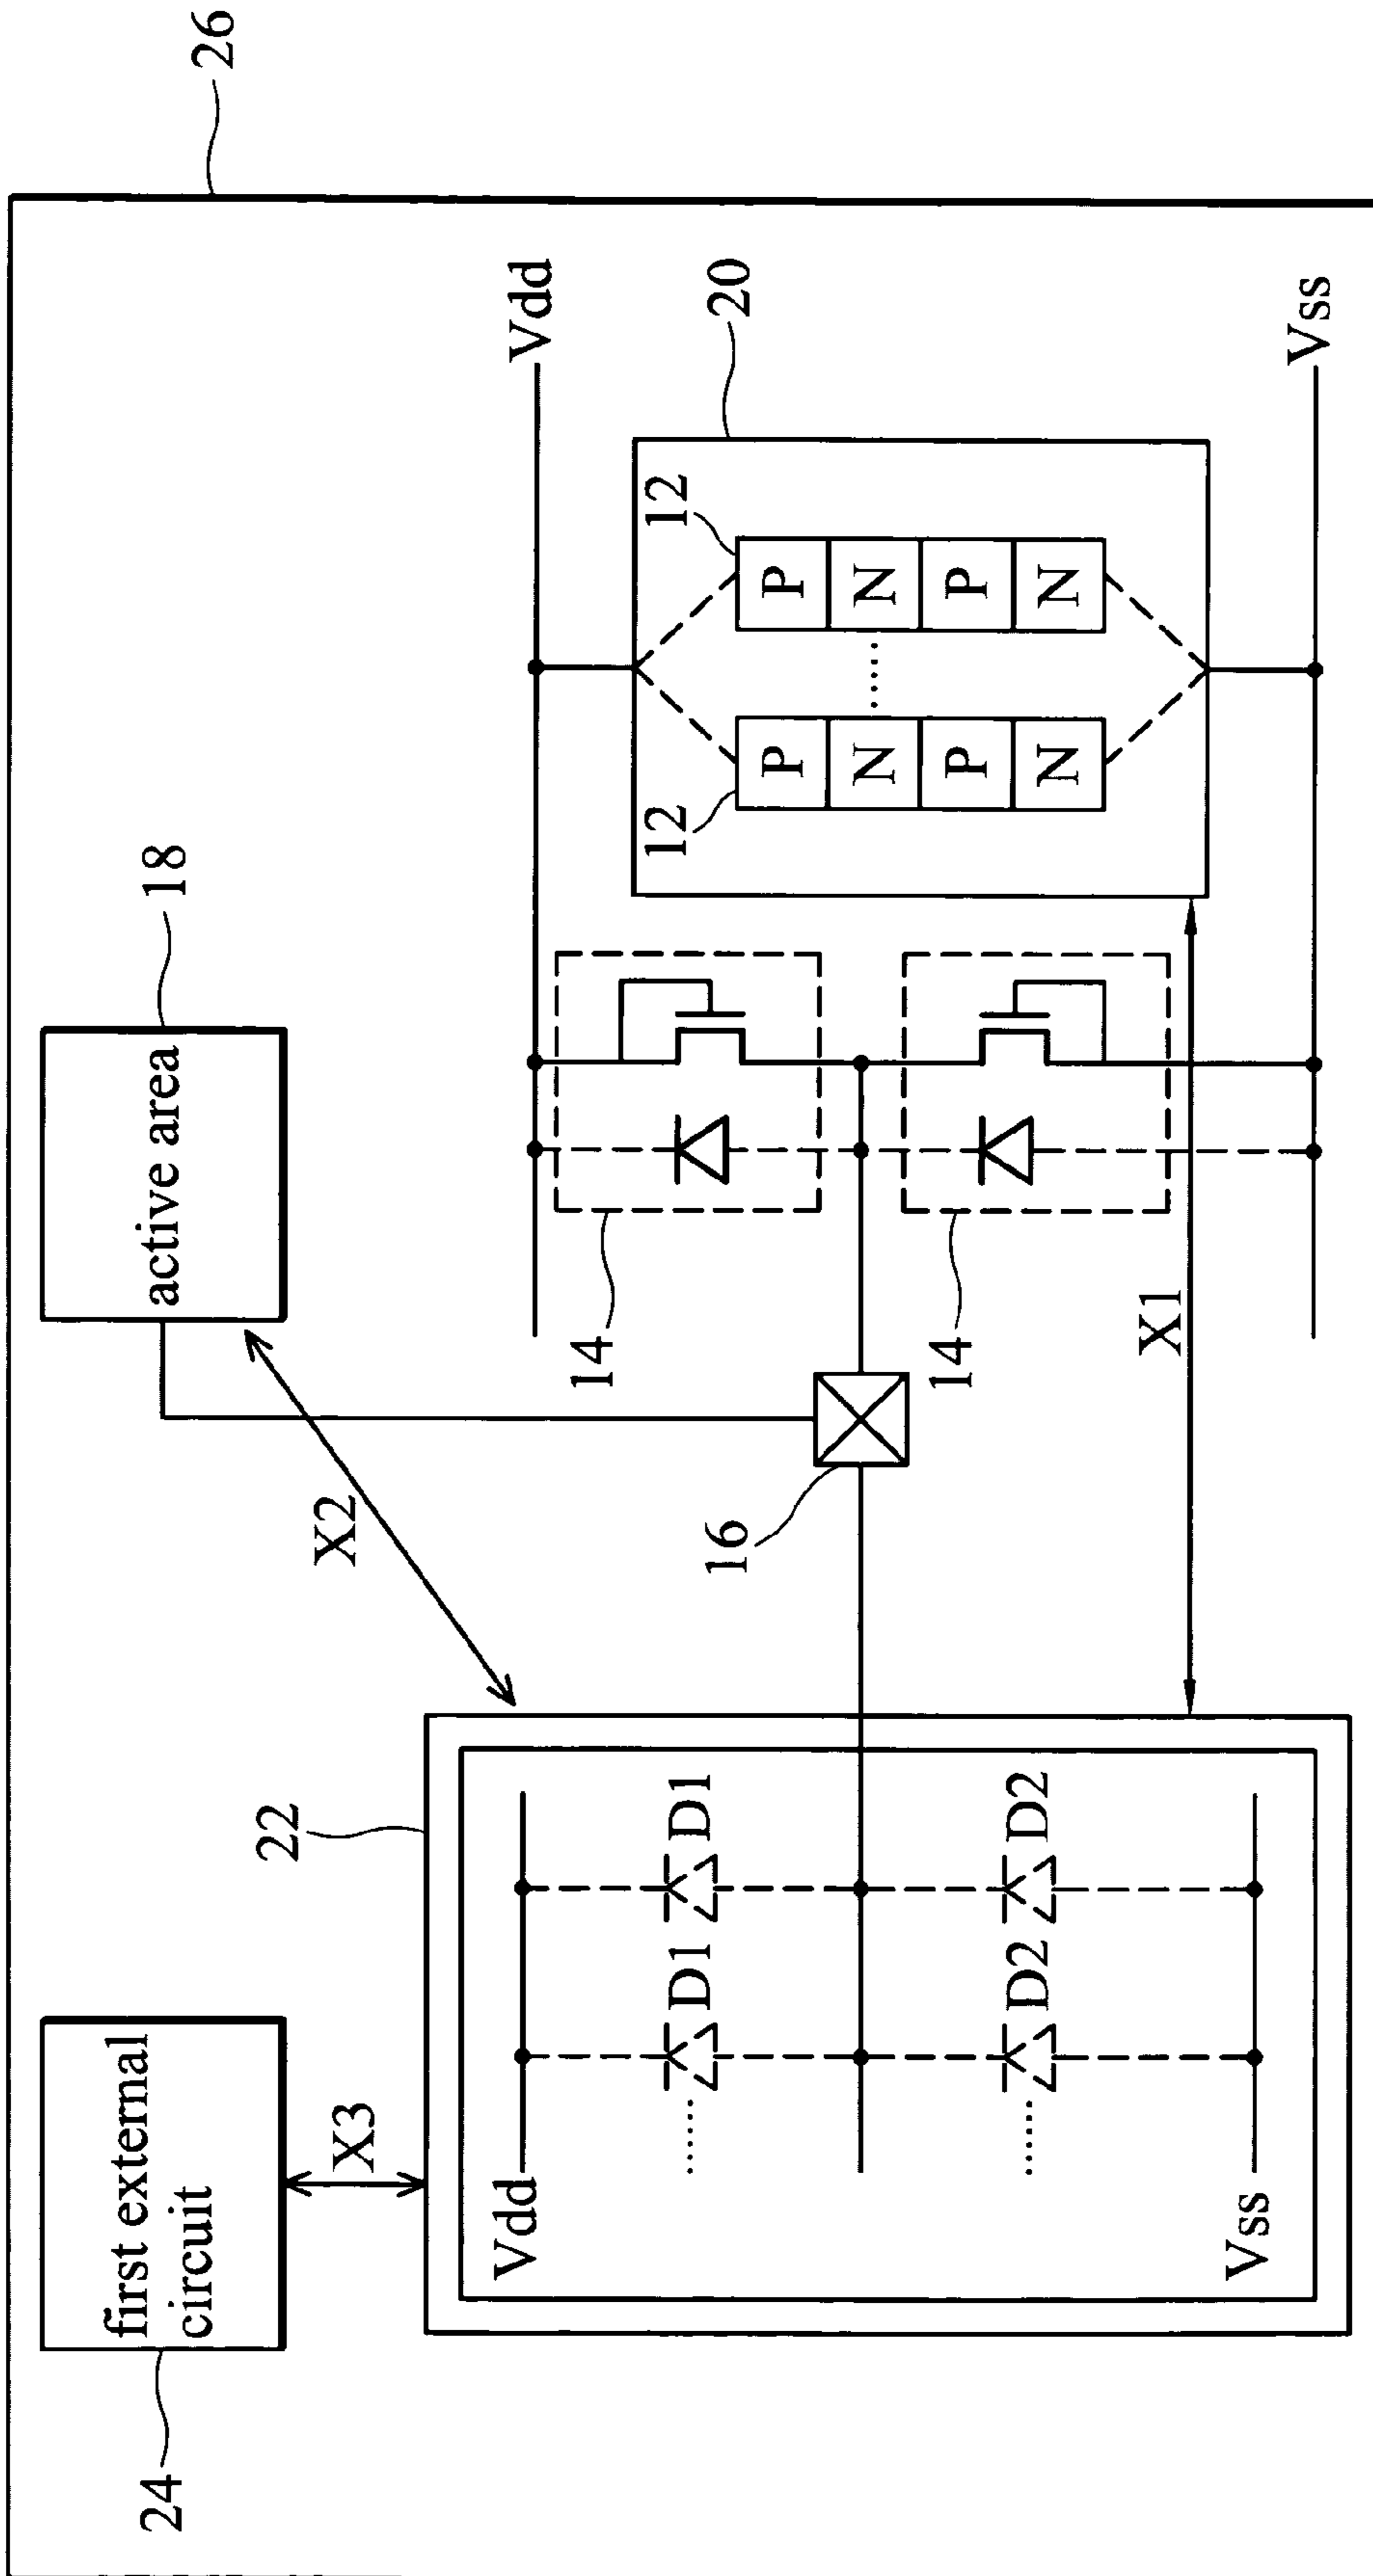 26
first external
circuit
24
X3
active area
18
X2
22
Vdd
D1
D1
D2
D2
Vss
16
14
14
X1
Vdd
20
12
12
P
N
P
N
P
N
P
N
......
......
......
Vss